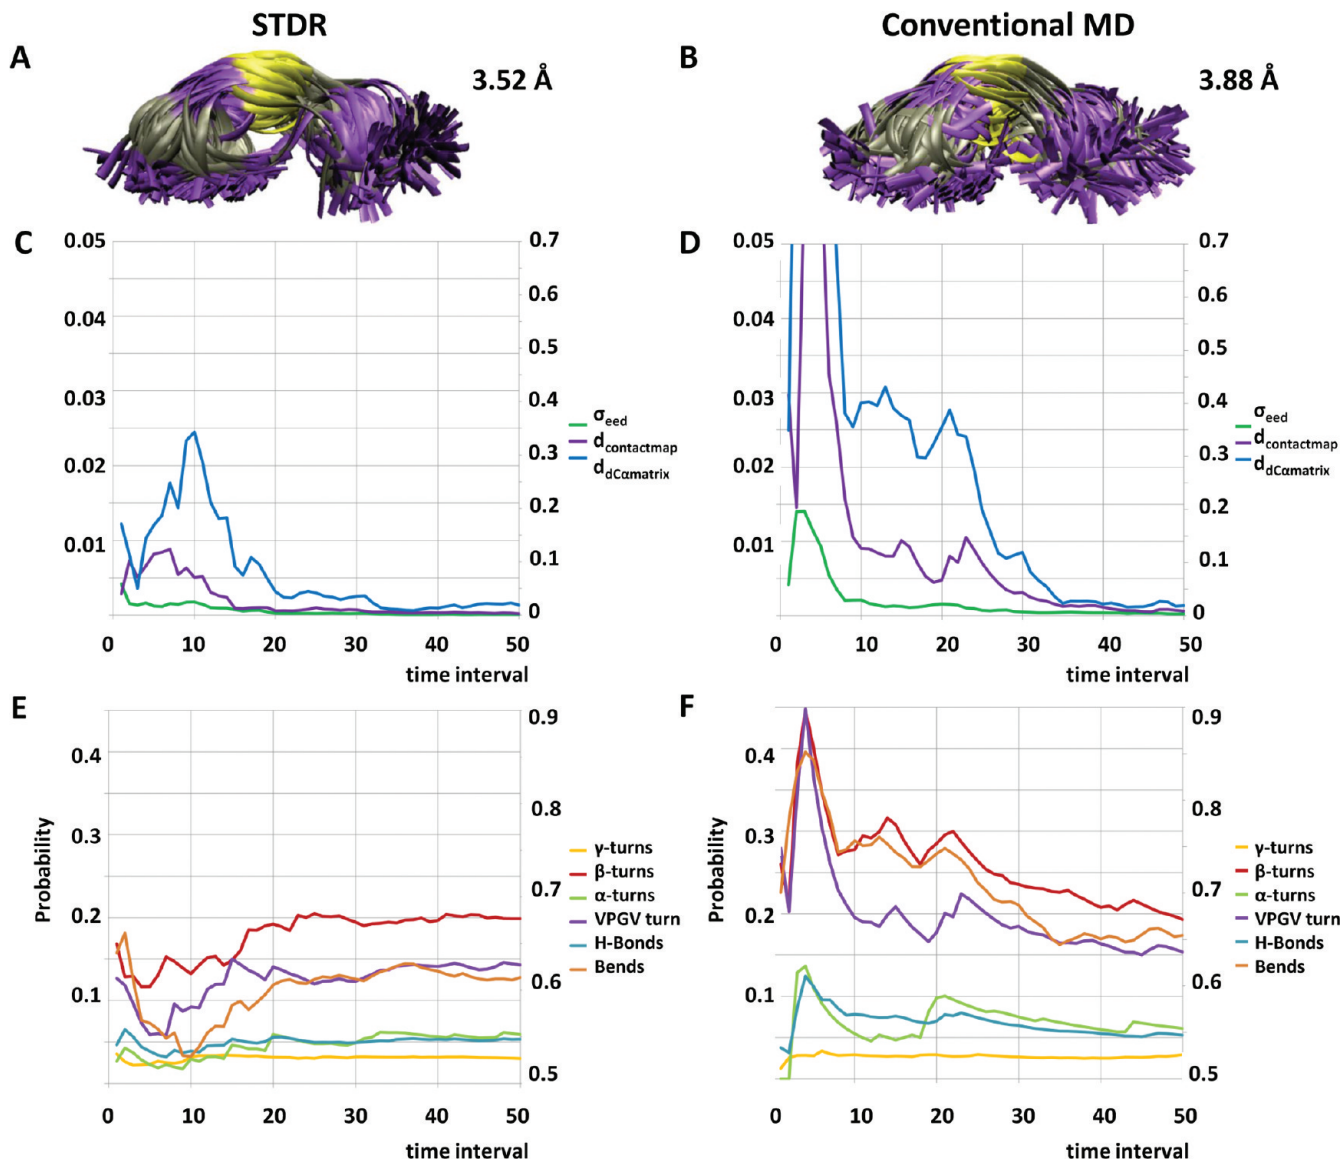 STDR
Conventional MD
A
3.52 Å
B
3.88 Å
C
0.05
0.04
0.03
0.02
0.01
0.7
0.6
0.5
0.4
0.3
0.2
0.1
0
σeed
dcontactmap
ddCαmatrix
0 10 20 30 40 50
time interval
D
0.05
0.04
0.03
0.02
0.01
0.7
0.6
0.5
0.4
0.3
0.2
0.1
0
σeed
dcontactmap
ddCαmatrix
0 10 20 30 40 50
time interval
E
Probability
0.4
0.3
0.2
0.1
0.9
0.8
0.7
0.6
0.5
γ-turns
β-turns
α-turns
VPGV turn
H-Bonds
Bends
0 10 20 30 40 50
time interval
F
Probability
0.4
0.3
0.2
0.1
0.9
0.8
0.7
0.6
0.5
γ-turns
β-turns
α-turns
VPGV turn
H-Bonds
Bends
0 10 20 30 40 50
time interval